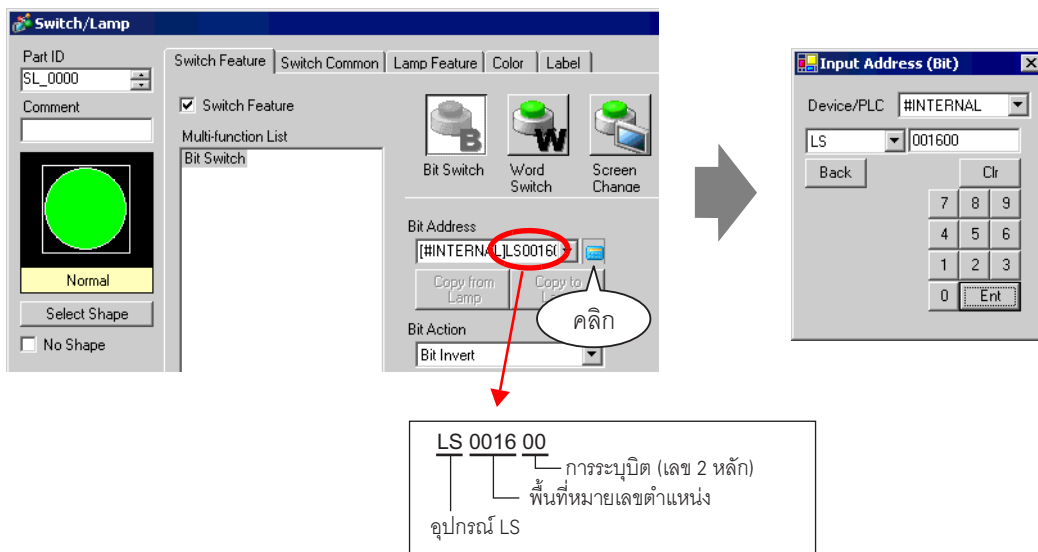 Switch/Lamp
Part ID
SL_0000
Comment
Normal
Select Shape
No Shape
Switch Feature Switch Common Lamp Feature Color Label
Switch Feature
Multi-function List
Bit Switch
B
W
Bit Switch
Word Switch
Screen Change
Bit Address
[#INTERNAL]LS00160
Copy from Lamp
Copy to
คลิก
Bit Action
Bit Invert
Input Address (Bit)
Device/PLC #INTERNAL
LS 001600
Back Clr
7 8 9
4 5 6
1 2 3
0 Ent
LS 0016 00
การระบุบิต (เลข 2 หลัก)
พื้นที่หมายเลขตำแหน่ง
อุปกรณ์ LS